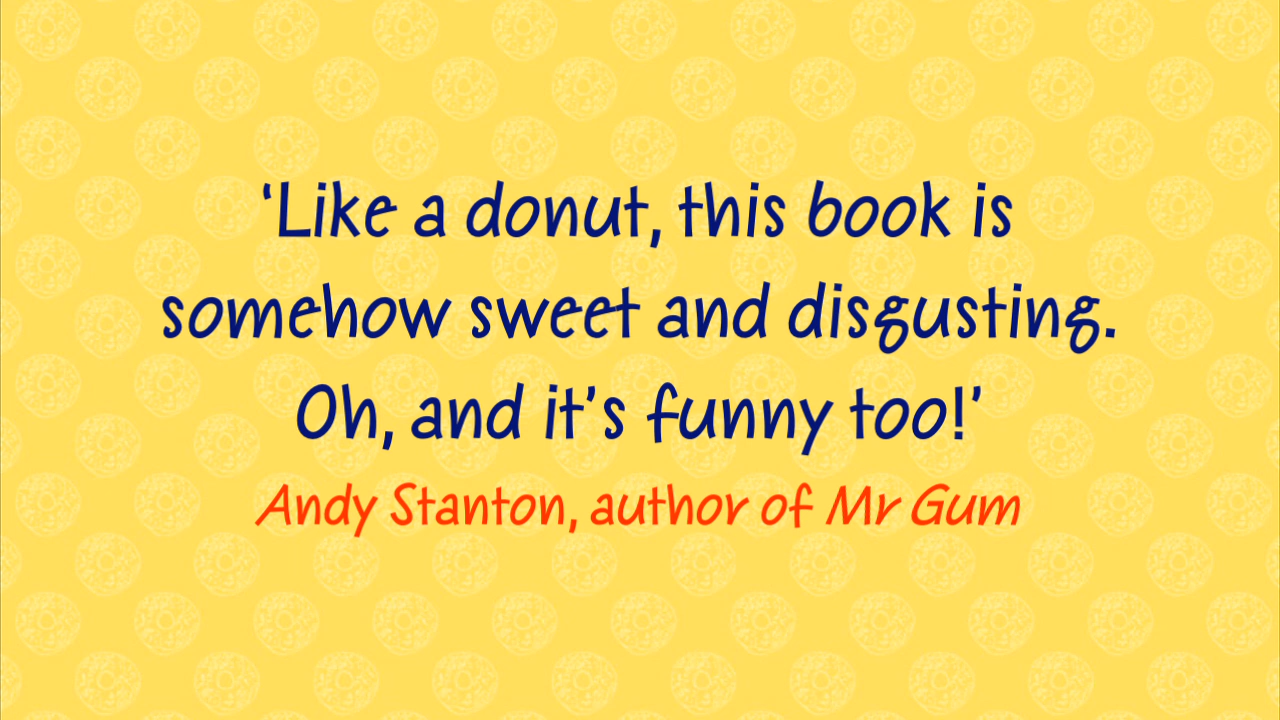 ‘Like a donut, this book is
somehow sweet and disgusting.
Oh, and it’s funny too!’
Andy Stanton, author of Mr Gum